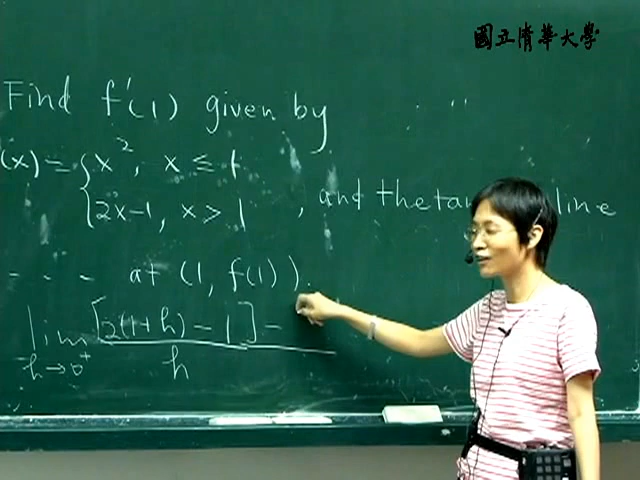 國立清華大學
Find f'(1) given by
(x) = { x², x ≤ 1
2x-1, x > 1 , and the tan line
- - - at (1, f(1)).
lim [2(1+h) - 1] -
h→0⁺ h